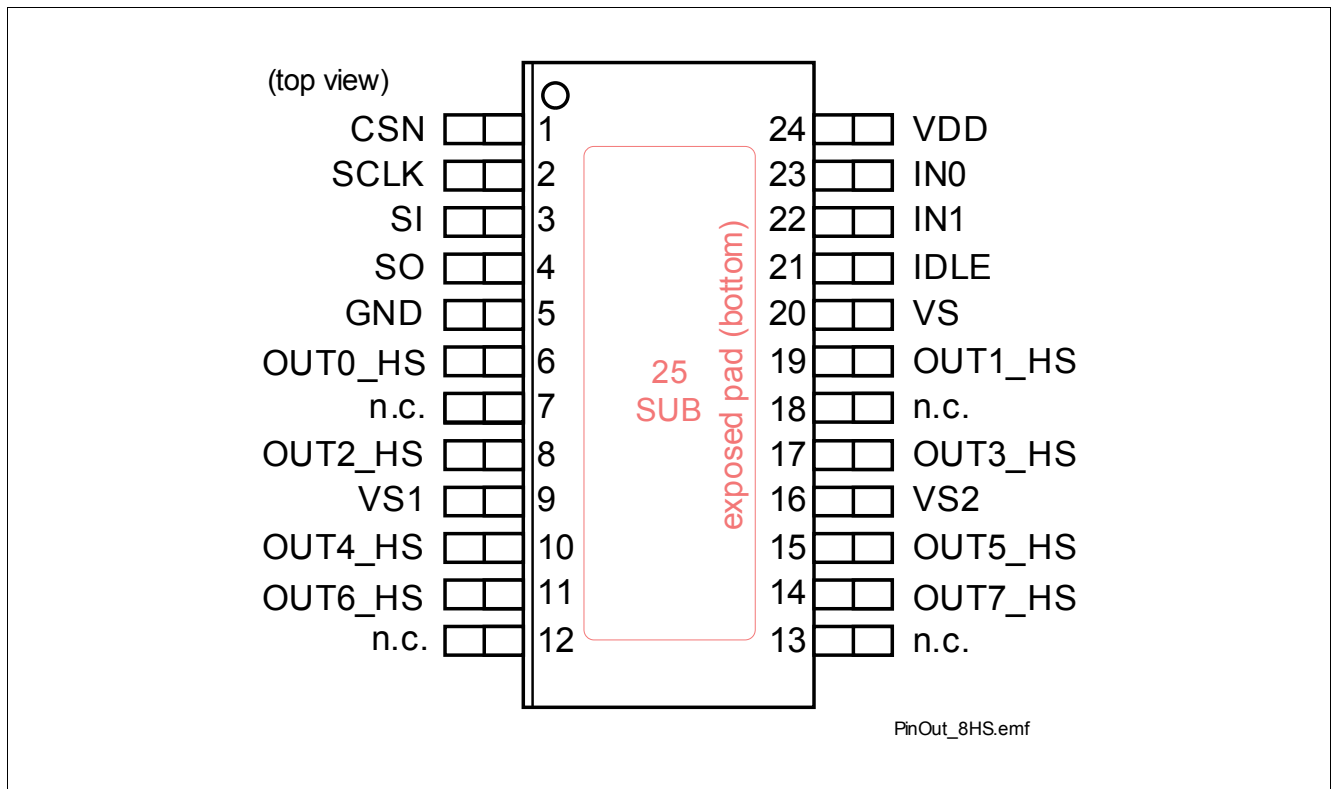 (top view)
CSN 1 24 VDD
SCLK 2 23 IN0
SI 3 22 IN1
SO 4 21 IDLE
GND 5 20 VS
OUT0_HS 6 19 OUT1_HS
n.c. 7 18 n.c.
OUT2_HS 8 17 OUT3_HS
VS1 9 16 VS2
OUT4_HS 10 15 OUT5_HS
OUT6_HS 11 14 OUT7_HS
n.c. 12 13 n.c.
25
SUB
exposed pad (bottom)
PinOut_8HS.emf